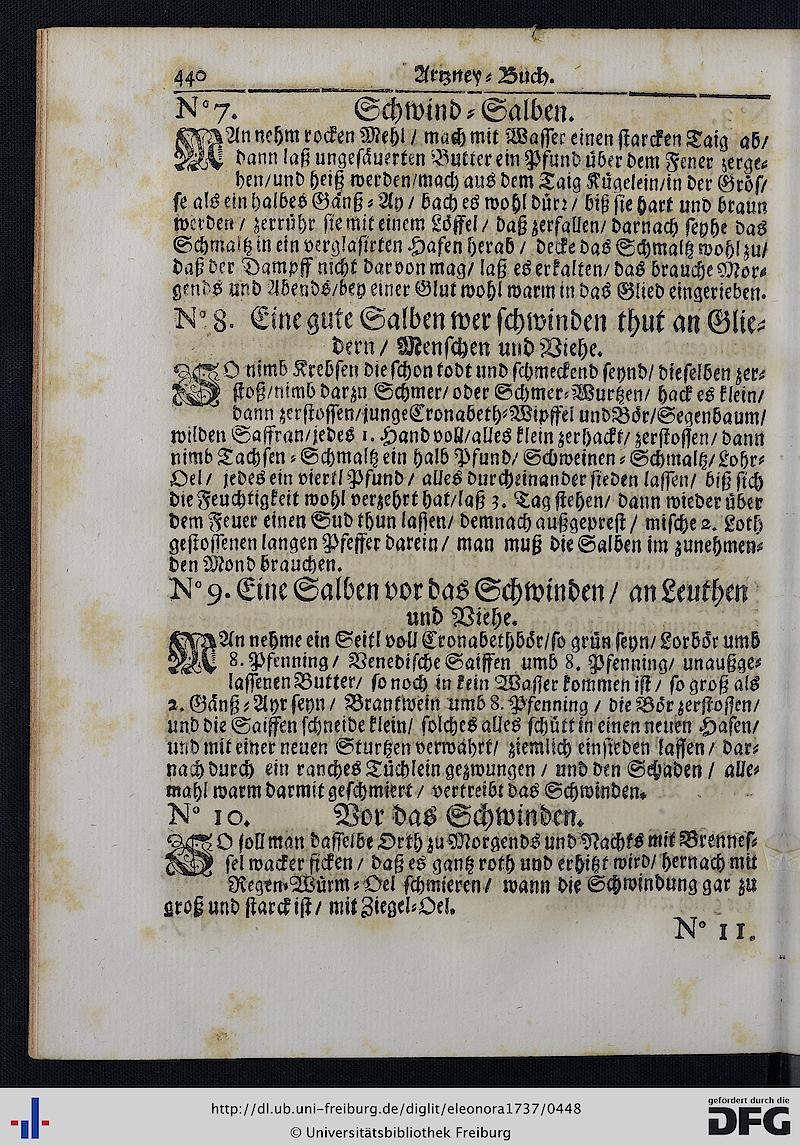 440 Artzney-Buch.
N° 7. Schwind-Salben.
MAn nehm rocken Mehl / mach mit Wasser einen starcken Taig ab/
dann laß ungesäuerten Butter ein Pfund über dem Feuer zerge-
hen/und heiß werden/mach aus dem Taig Kügelein/in der Grös/
se als ein halbes Gänß-Ay / bach es wohl dürr/ biß sie hart und braun
werden / zerrühr sie mit einem Löffel / daß zerfallen/ darnach seyhe das
Schmaltz in ein verglasirten Hafen herab / decke das Schmaltz wohl zu/
daß der Dampff nicht darvon mag/ laß es erkalten/ das brauche Mor-
gends und Abends/bey einer Glut wohl warm in das Glied eingerieben.
N° 8. Eine gute Salben wer schwinden thut an Glie-
dern / Menschen und Viehe.
SO nimb Krebsen die schon todt und schmeckend seynd/ dieselben zer-
stoß/nimb darzu Schmer/ oder Schmer-Wurtzen/ hack es klein/
dann zerstossen/junge Cronabeth-Wipffel und Bör/Segenbaum/
wilden Saffran/jedes 1. Hand voll/alles klein zerhackt/ zerstossen/ dann
nimb Tachsen-Schmaltz ein halb Pfund/ Schweinen-Schmaltz/ Lohr-
Oel / jedes ein viertl Pfund / alles durcheinander sieden lassen/ biß sich
die Feuchtigkeit wohl verzehrt hat/laß 3. Tag stehen/ dann wieder über
dem Feuer einen Sud thun lassen/ demnach außgeprest / mische 2. Loth
gestossenen langen Pfeffer darein / man muß die Salben im zunehmen-
den Mond brauchen.
N° 9. Eine Salben vor das Schwinden / an Leuthen
und Viehe.
MAn nehme ein Seitl voll Cronabethbör/so grün seyn/ Lorbör umb
8. Pfenning / Venedische Saiffen umb 8. Pfenning/ unaußge-
lassenen Butter/ so noch in kein Wasser kommen ist / so groß als
2. Gänß-Ayr seyn / Brantwein umb 8. Pfenning / die Bör zerstossen/
und die Saiffen schneide klein/ solches alles schütt in einen neuen Hafen/
und mit einer neuen Sturtzen verwahrt/ ziemlich einsieden lassen / dar-
nach durch ein ranches Tüchlein gezwungen / und den Schaden / alle-
mahl warm darmit geschmiert / vertreibt das Schwinden.
N° 10. Vor das Schwinden.
SO soll man dasselbe Orth zu Morgends und Nachts mit Brennes-
sel wacker ficken / daß es gantz roth und erhitzt wird/ hernach mit
Regen-Würm-Oel schmieren / wann die Schwindung gar zu
groß und starck ist / mit Ziegel-Oel.
N° 11.
http://dl.ub.uni-freiburg.de/diglit/eleonora1737/0448
© Universitätsbibliothek Freiburg
gefördert durch die
DFG